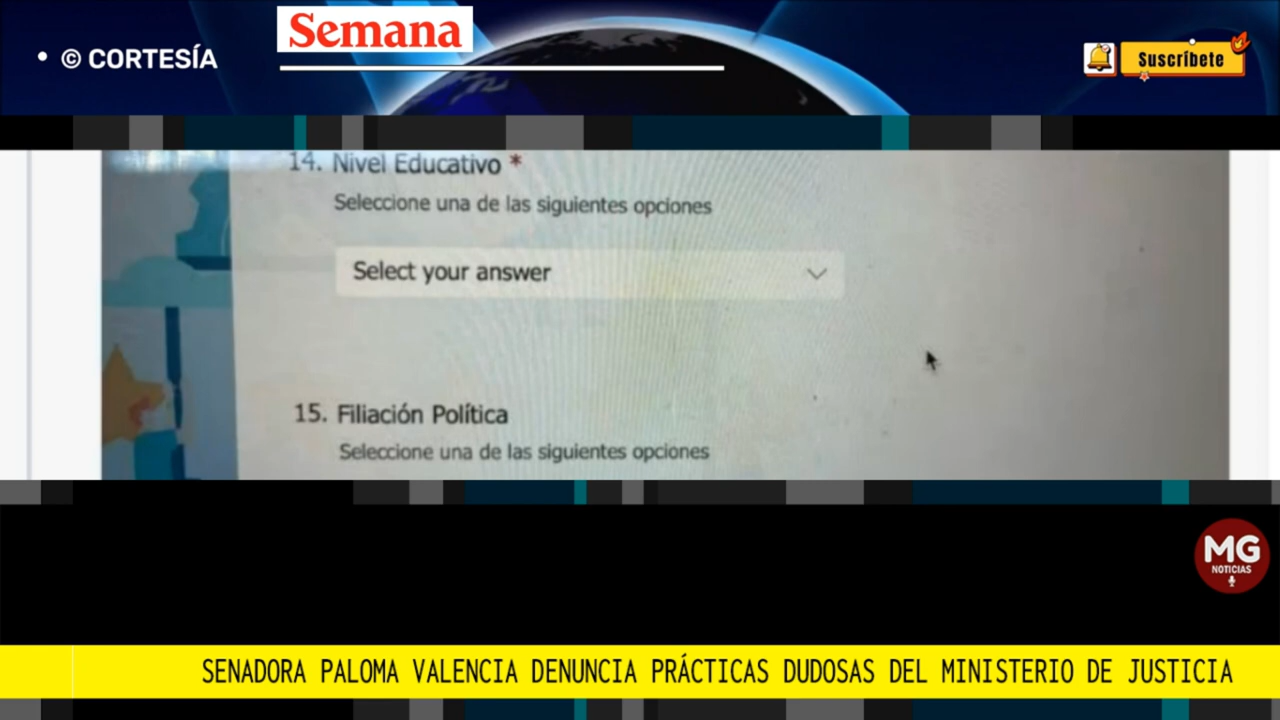 Semana
• © CORTESÍA
Suscríbete
14. Nivel Educativo *
Seleccione una de las siguientes opciones
Select your answer
15. Filiación Política
Seleccione una de las siguientes opciones
MG
NOTICIAS
SENADORA PALOMA VALENCIA DENUNCIA PRÁCTICAS DUDOSAS DEL MINISTERIO DE JUSTICIA